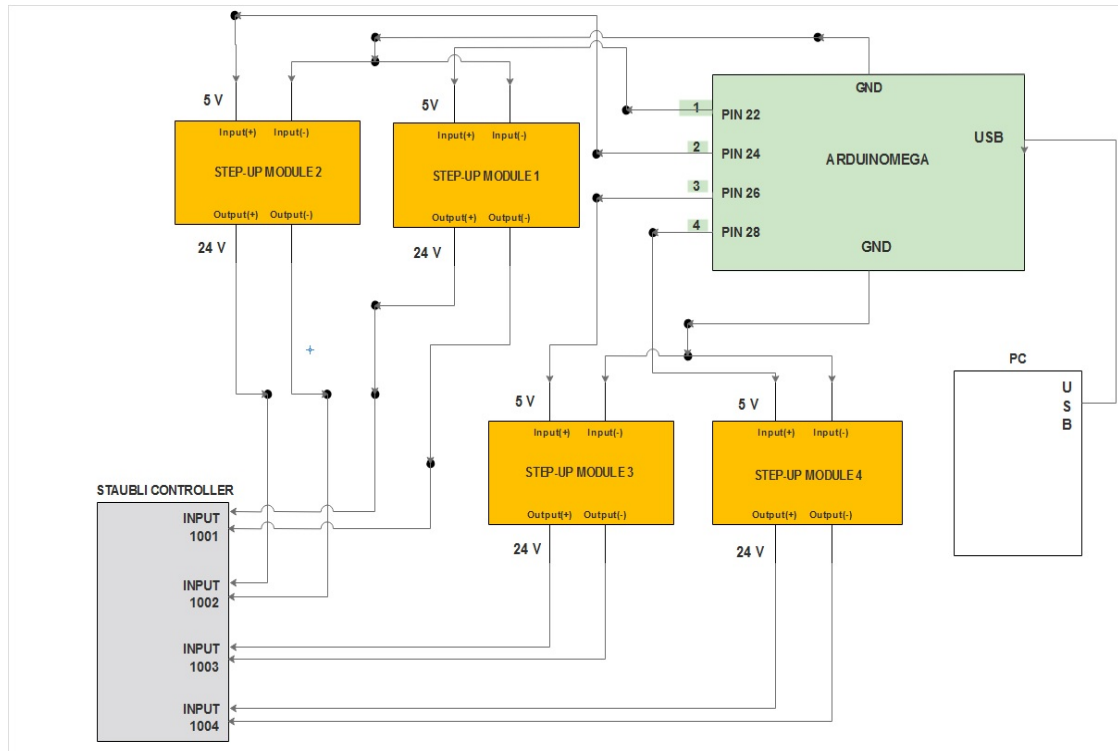 GND
5 V
5V
1
PIN 22
Input(+)
Input(-)
Input(+)
Input(-)
USB
2
PIN 24
ARDUINOMEGA
STEP-UP MODULE 2
STEP-UP MODULE 1
3
PIN 26
Output(+)
Output(-)
Output(+)
Output(-)
4
PIN 28
24 V
24 V
GND
PC
U
S
B
5 V
5 V
Input(+)
Input(-)
Input(+)
Input(-)
STEP-UP MODULE 3
STEP-UP MODULE 4
Output(+)
Output(-)
Output(+)
Output(-)
24 V
24 V
STAUBLI CONTROLLER
INPUT
1001
INPUT
1002
INPUT
1003
INPUT
1004